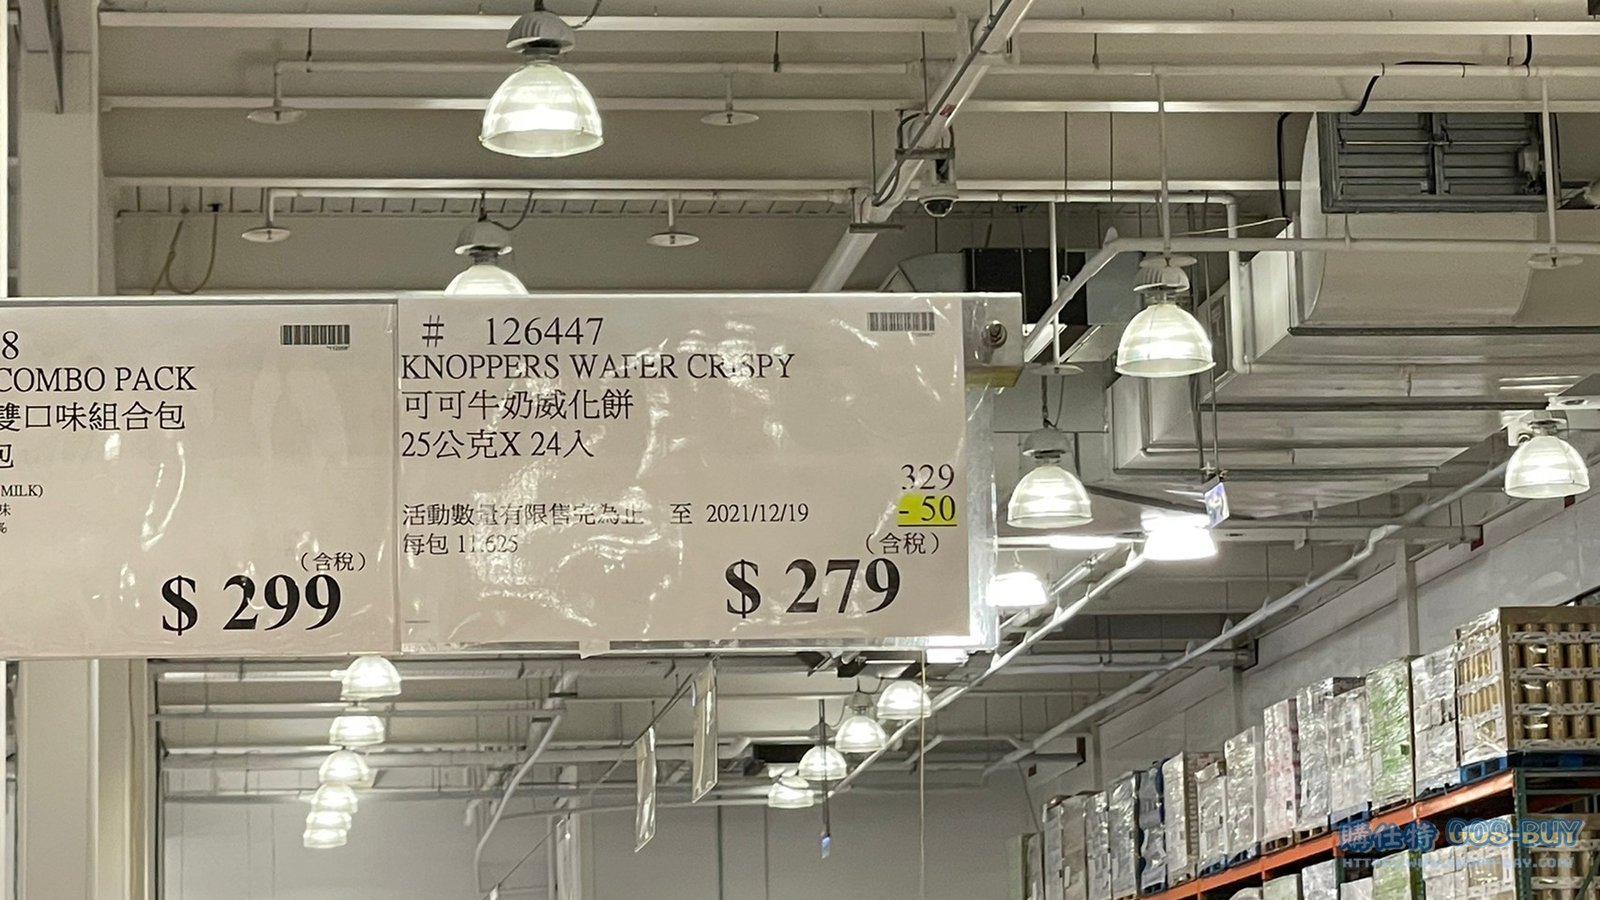 8
COMBO PACK
雙口味組合包
包
MILK)
味
%
(含稅)
$ 299
# 126447
KNOPPERS WAFER CRISPY
可可牛奶威化餅
25公克X 24入
329
- 50
活動數量有限售完為止 至 2021/12/19
每包 11.625
(含稅)
$ 279
購仕特 GOS-BUY